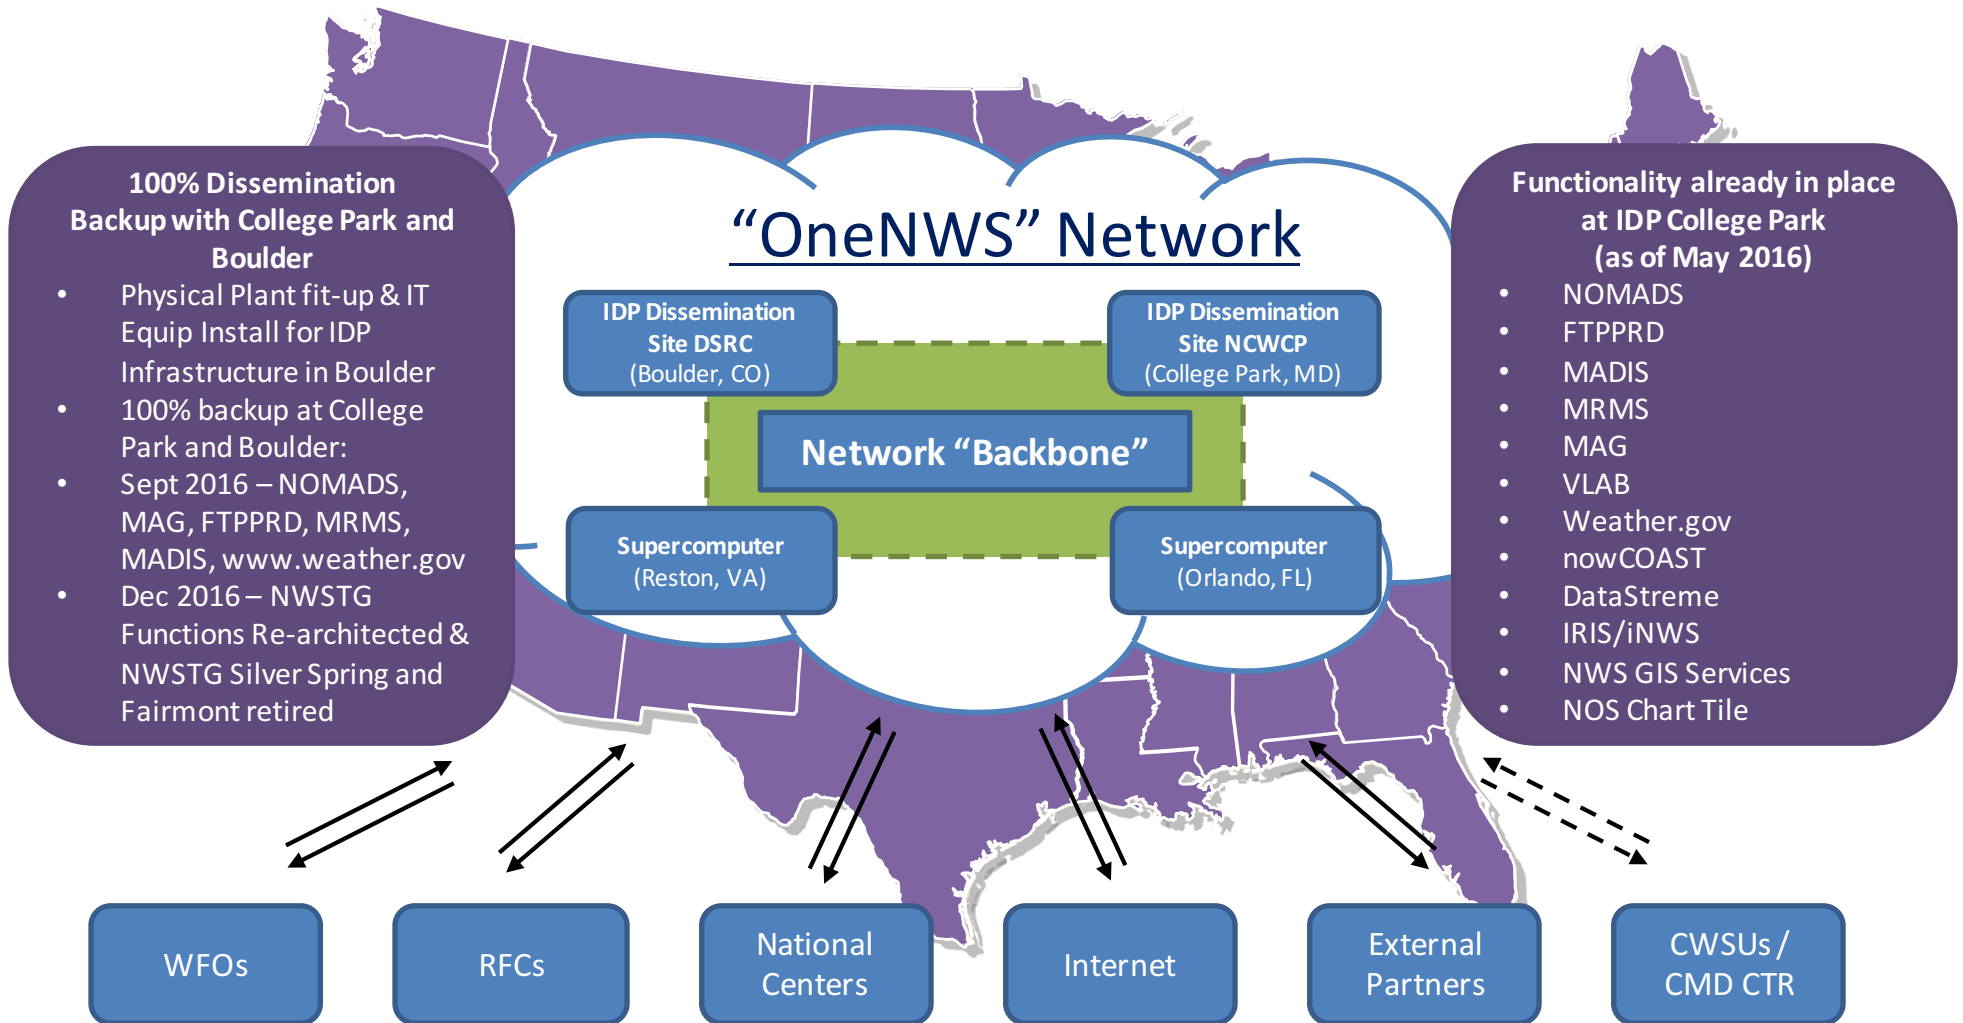 100% Dissemination
Backup with College Park and
Boulder
• Physical Plant fit-up & IT
Equip Install for IDP
Infrastructure in Boulder
• 100% backup at College
Park and Boulder:
• Sept 2016 – NOMADS,
MAG, FTPPRD, MRMS,
MADIS, www.weather.gov
• Dec 2016 – NWSTG
Functions Re-architected &
NWSTG Silver Spring and
Fairmont retired
“OneNWS” Network
IDP Dissemination
Site DSRC
(Boulder, CO)
IDP Dissemination
Site NCWCP
(College Park, MD)
Network “Backbone”
Supercomputer
(Reston, VA)
Supercomputer
(Orlando, FL)
Functionality already in place
at IDP College Park
(as of May 2016)
• NOMADS
• FTPPRD
• MADIS
• MRMS
• MAG
• VLAB
• Weather.gov
• nowCOAST
• DataStreme
• IRIS/iNWS
• NWS GIS Services
• NOS Chart Tile
WFOs
RFCs
National
Centers
Internet
External
Partners
CWSUs /
CMD CTR